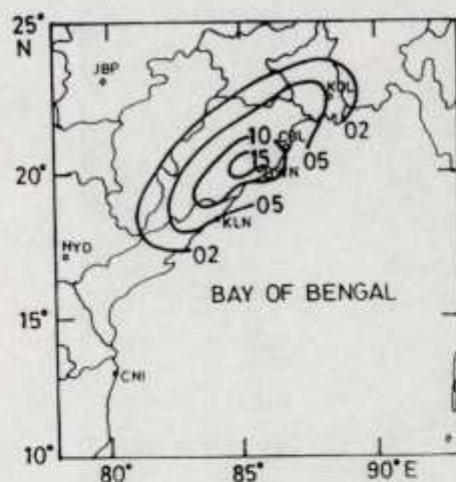 25°
N
JBP
KOL
02
10
CBL
20°
15
05
05
KLN
HYD
02
BAY OF BENGAL
15°
CNI
10°
80°
85°
90° E